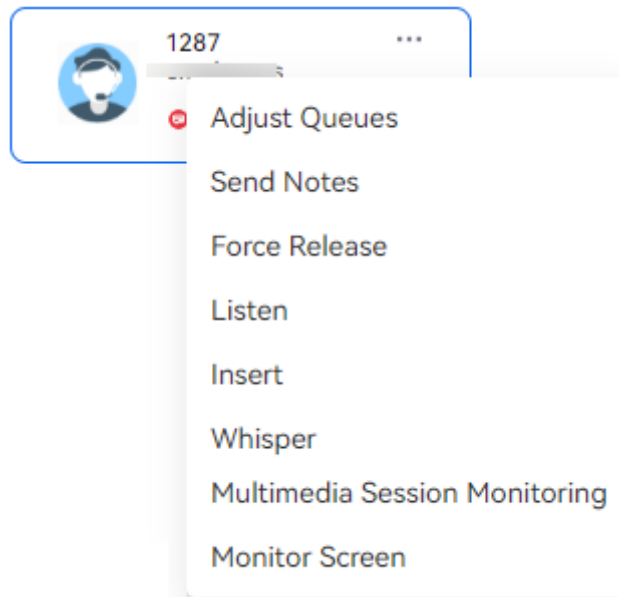 1287
Adjust Queues
Send Notes
Force Release
Listen
Insert
Whisper
Multimedia Session Monitoring
Monitor Screen